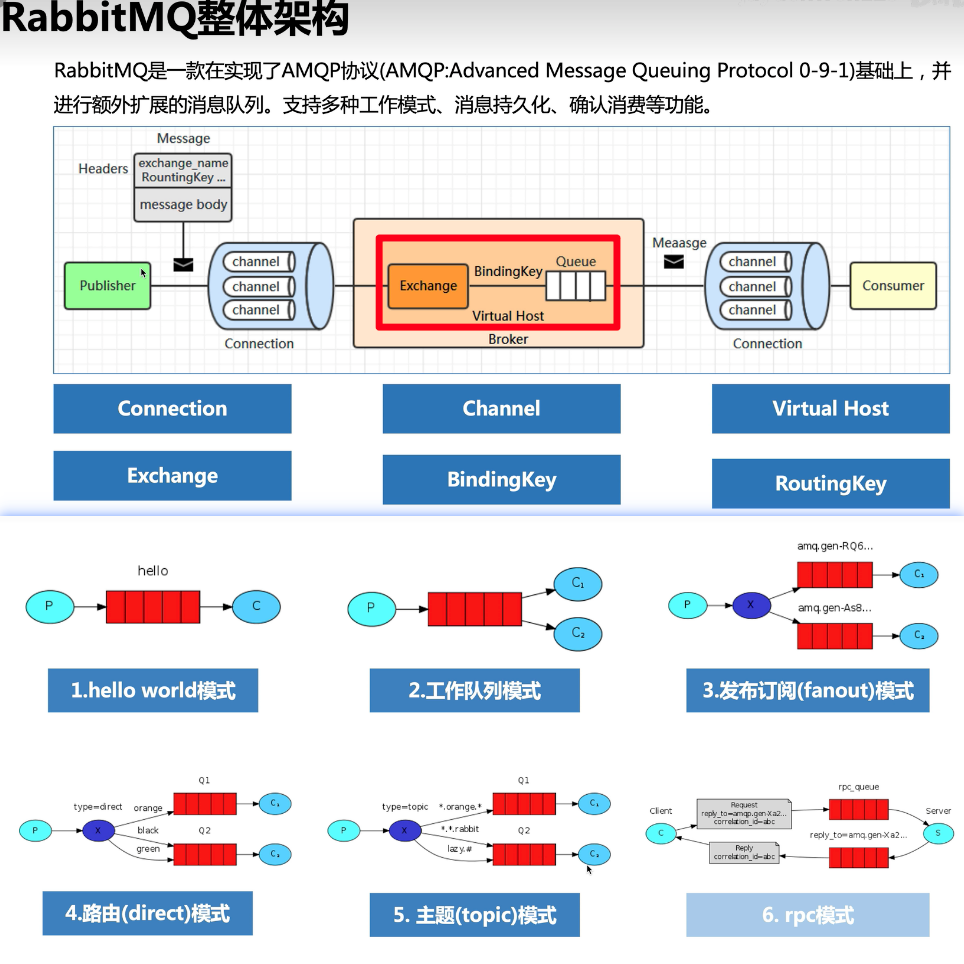 RabbitMQ整体架构
RabbitMQ是一款在实现了AMQP协议(AMQP:Advanced Message Queuing Protocol 0-9-1)基础上，并
进行额外扩展的消息队列。支持多种工作模式、消息持久化、确认消费等功能。
Message
Headers
exchange_name
RountingKey ...
message body
Publisher
channel
channel
channel
Connection
Exchange
BindingKey
Queue
Virtual Host
Broker
Meaasge
channel
channel
channel
Connection
Consumer
Connection
Channel
Virtual Host
Exchange
BindingKey
RoutingKey
hello
P
C
1.hello world模式
P
C₁
C₂
2.工作队列模式
amq.gen-RQ6...
P
X
C₁
amq.gen-As8...
C₂
3.发布订阅(fanout)模式
Q1
type=direct
orange
C₁
P
X
black
Q2
green
C₂
4.路由(direct)模式
Q1
type=topic
*.orange.*
C₁
P
X
*.*.rabbit
Q2
lazy.#
C₂
5. 主题(topic)模式
Client
Request
reply_to=amqp.gen-Xa2...
correlation_id=abc
rpc_queue
Server
C
S
reply_to=amq.gen-Xa2...
Reply
correlation_id=abc
6. rpc模式